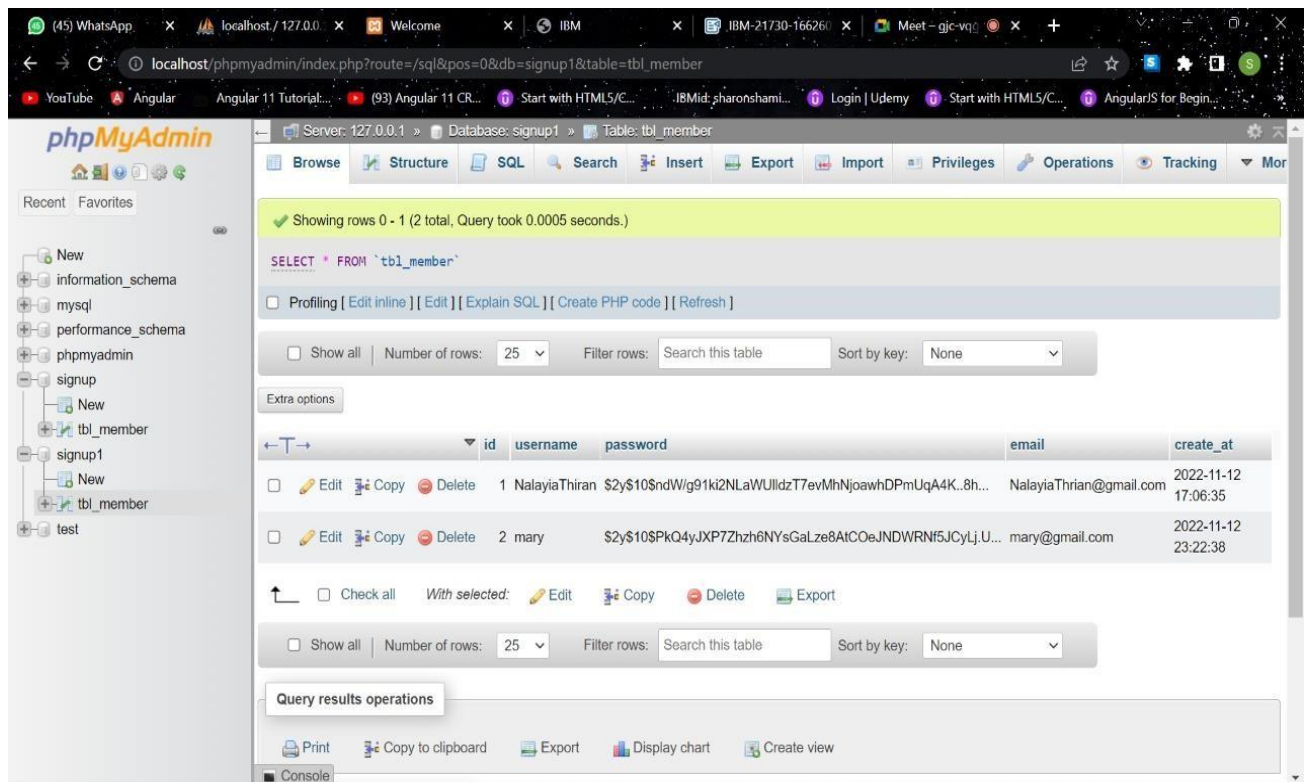 (45) WhatsApp localhost / 127.0.0. Welcome IBM IBM-21730-166260 Meet – gjc-vqg
localhost/phpmyadmin/index.php?route=/sql&pos=0&db=signup1&table=tbl_member
YouTube Angular Angular 11 Tutorial:... (93) Angular 11 CR... Start with HTML5/C... IBMid: sharonshami... Login | Udemy Start with HTML5/C... AngularJS for Begin...
phpMyAdmin
Recent Favorites
New
information_schema
mysql
performance_schema
phpmyadmin
signup
New
tbl_member
signup1
New
tbl_member
test
Server: 127.0.0.1 » Database: signup1 » Table: tbl_member
Browse Structure SQL Search Insert Export Import Privileges Operations Tracking Mor
Showing rows 0 - 1 (2 total, Query took 0.0005 seconds.)
SELECT * FROM `tbl_member`
Profiling [ Edit inline ] [ Edit ] [ Explain SQL ] [ Create PHP code ] [ Refresh ]
Show all | Number of rows: 25 Filter rows: Search this table Sort by key: None
Extra options
←T→ id username password email create_at
Edit Copy Delete 1 NalayiaThiran $2y$10$ndW/g91ki2NLaWUlldzT7evMhNjoawhDPmUqA4K..8h... NalayiaThrian@gmail.com 2022-11-12
17:06:35
Edit Copy Delete 2 mary $2y$10$PkQ4yJXP7Zhzh6NYsGaLze8AtCOeJNDWRNf5JCyLj.U... mary@gmail.com 2022-11-12
23:22:38
Check all With selected: Edit Copy Delete Export
Show all | Number of rows: 25 Filter rows: Search this table Sort by key: None
Query results operations
Print Copy to clipboard Export Display chart Create view
Console